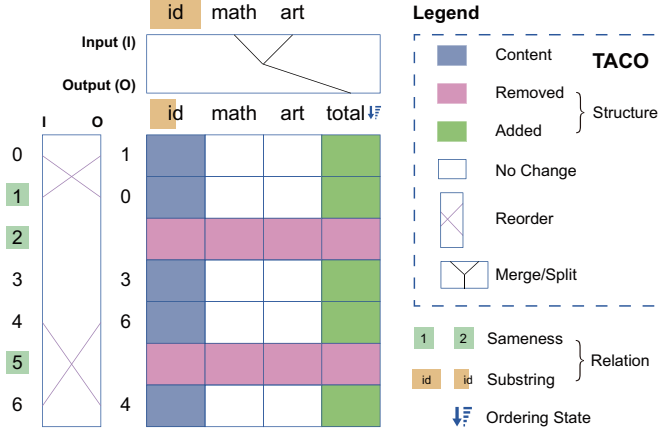 id math art
Input (I)
Output (O)
id math art total
I O
0 1
1 0
2
3 3
4 6
5
6 4
Legend
TACO
Content
Removed
Added
Structure
No Change
Reorder
Merge/Split
1 2 Sameness
id id Substring
Relation
Ordering State